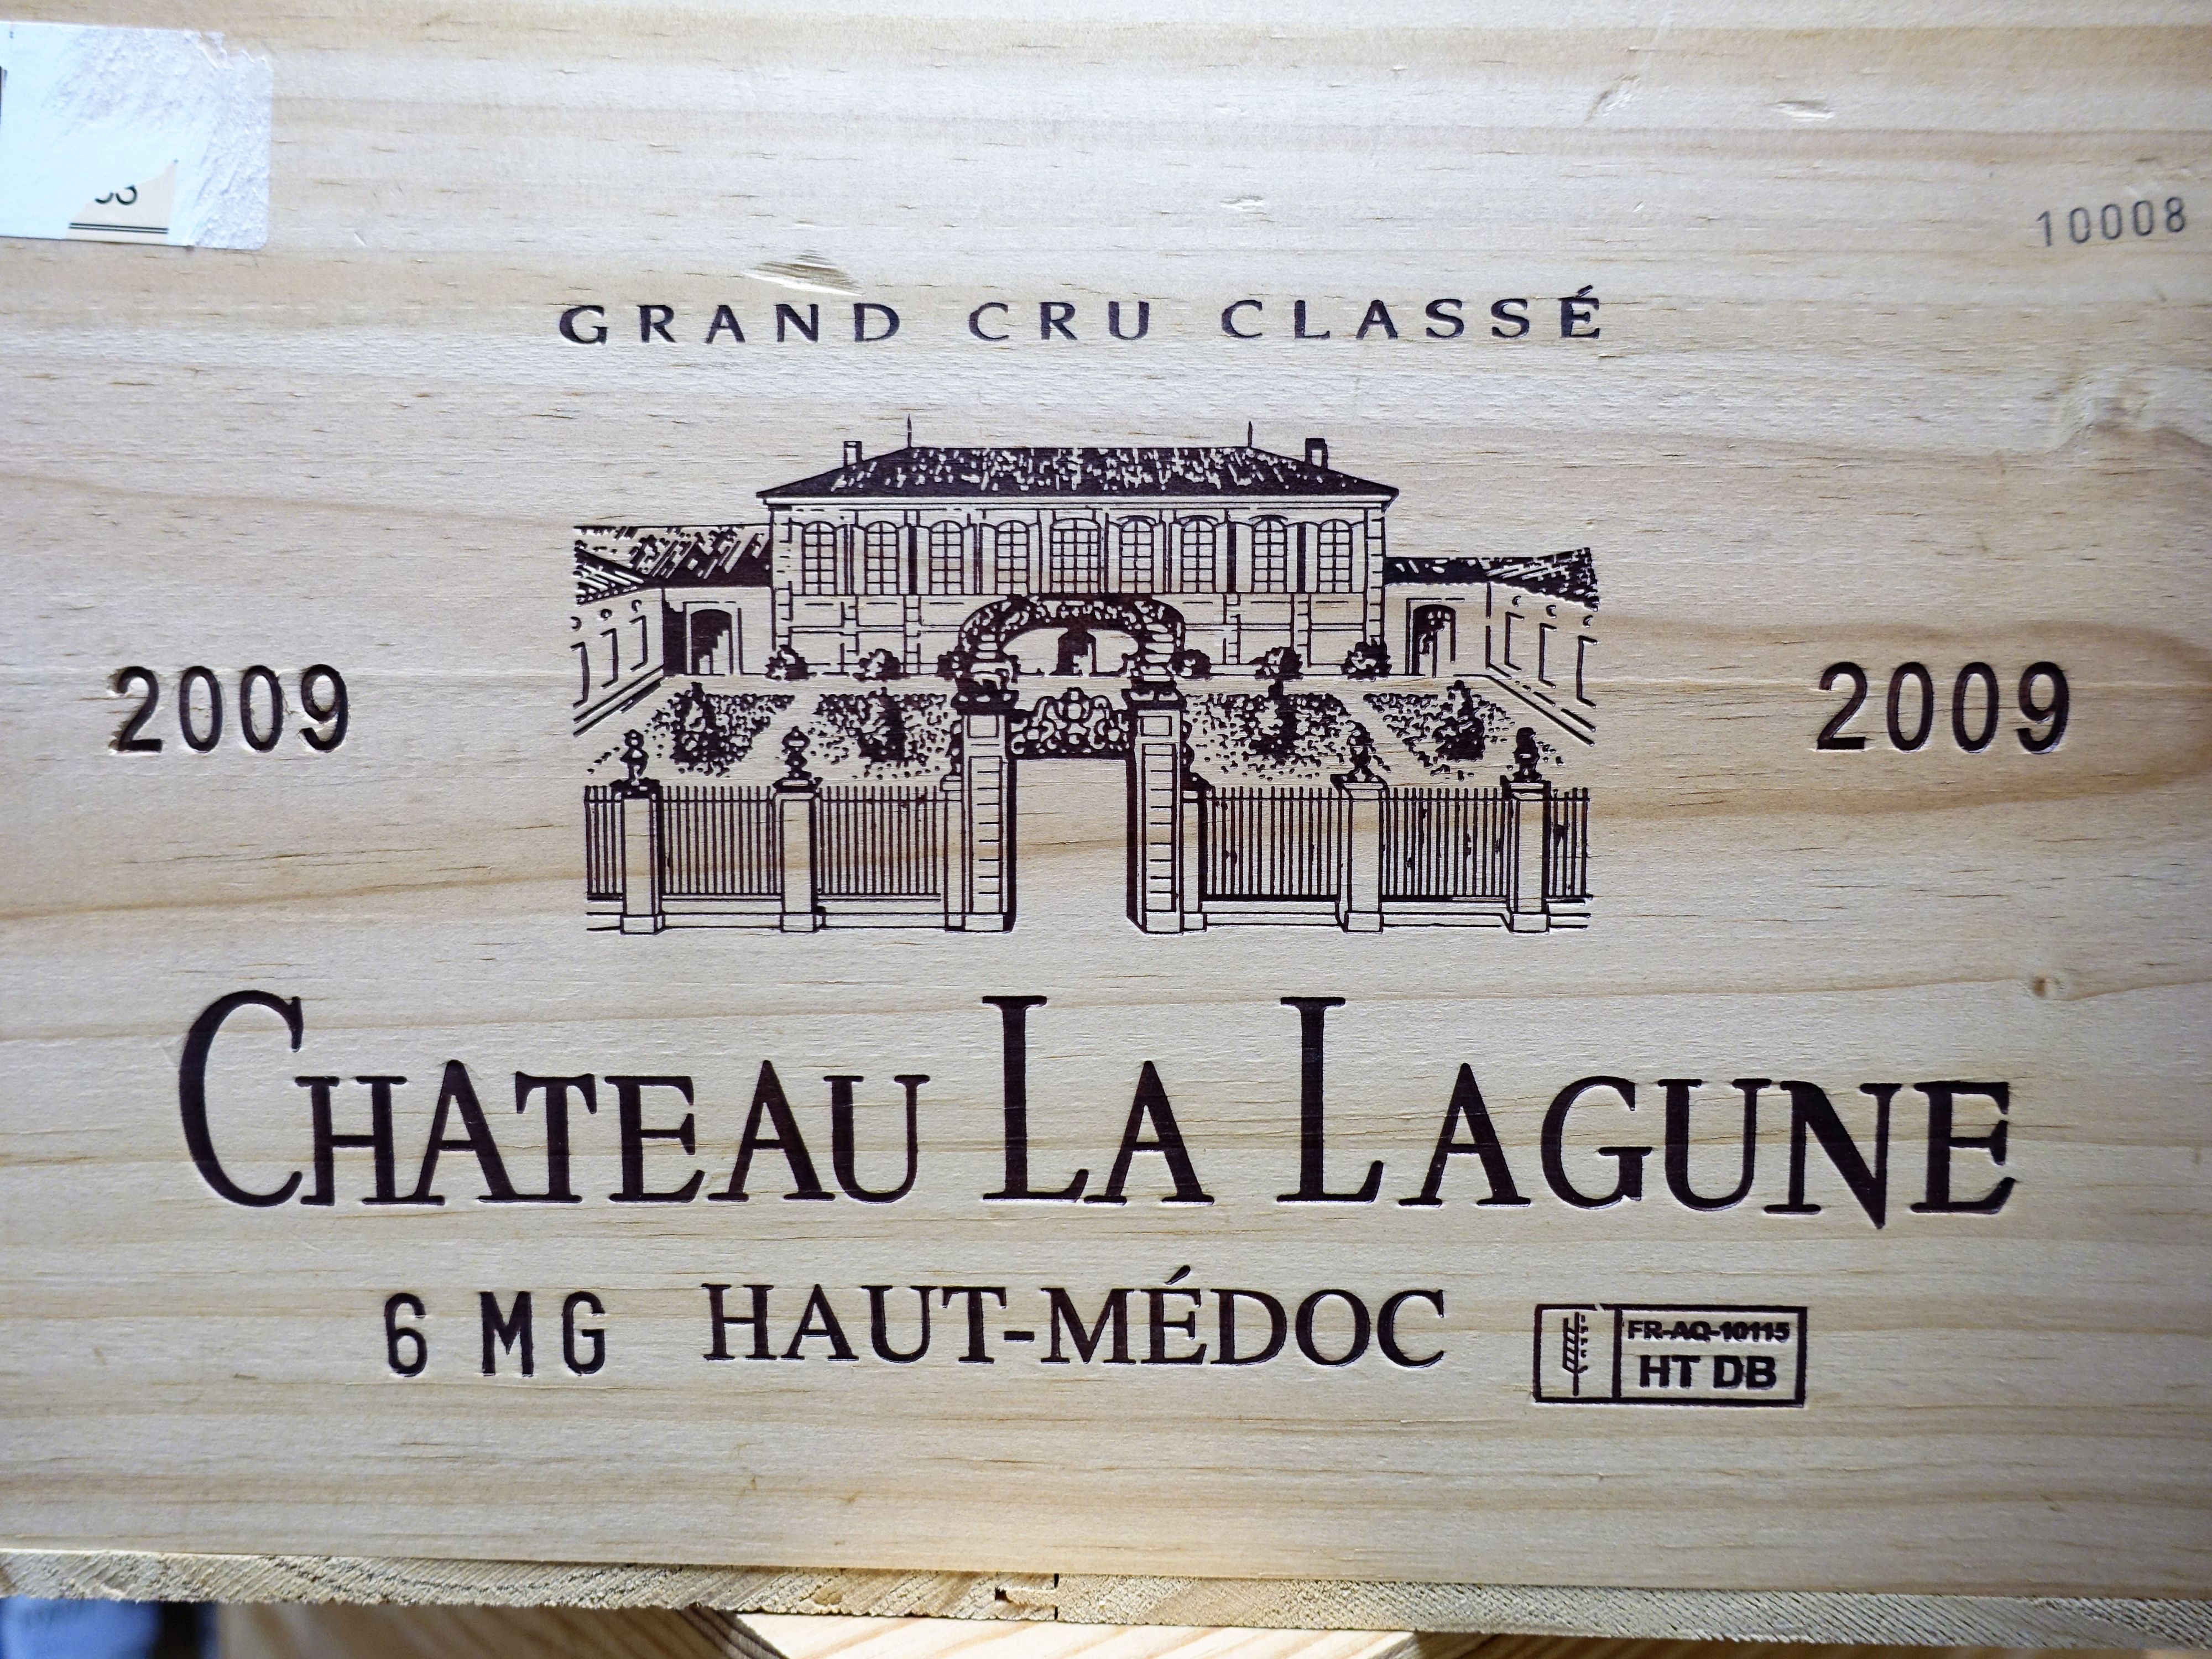 10008
GRAND CRU CLASSÉ
2009 2009
CHATEAU LA LAGUNE
6 MG HAUT-MÉDOC
FR-AQ-10115
HT DB